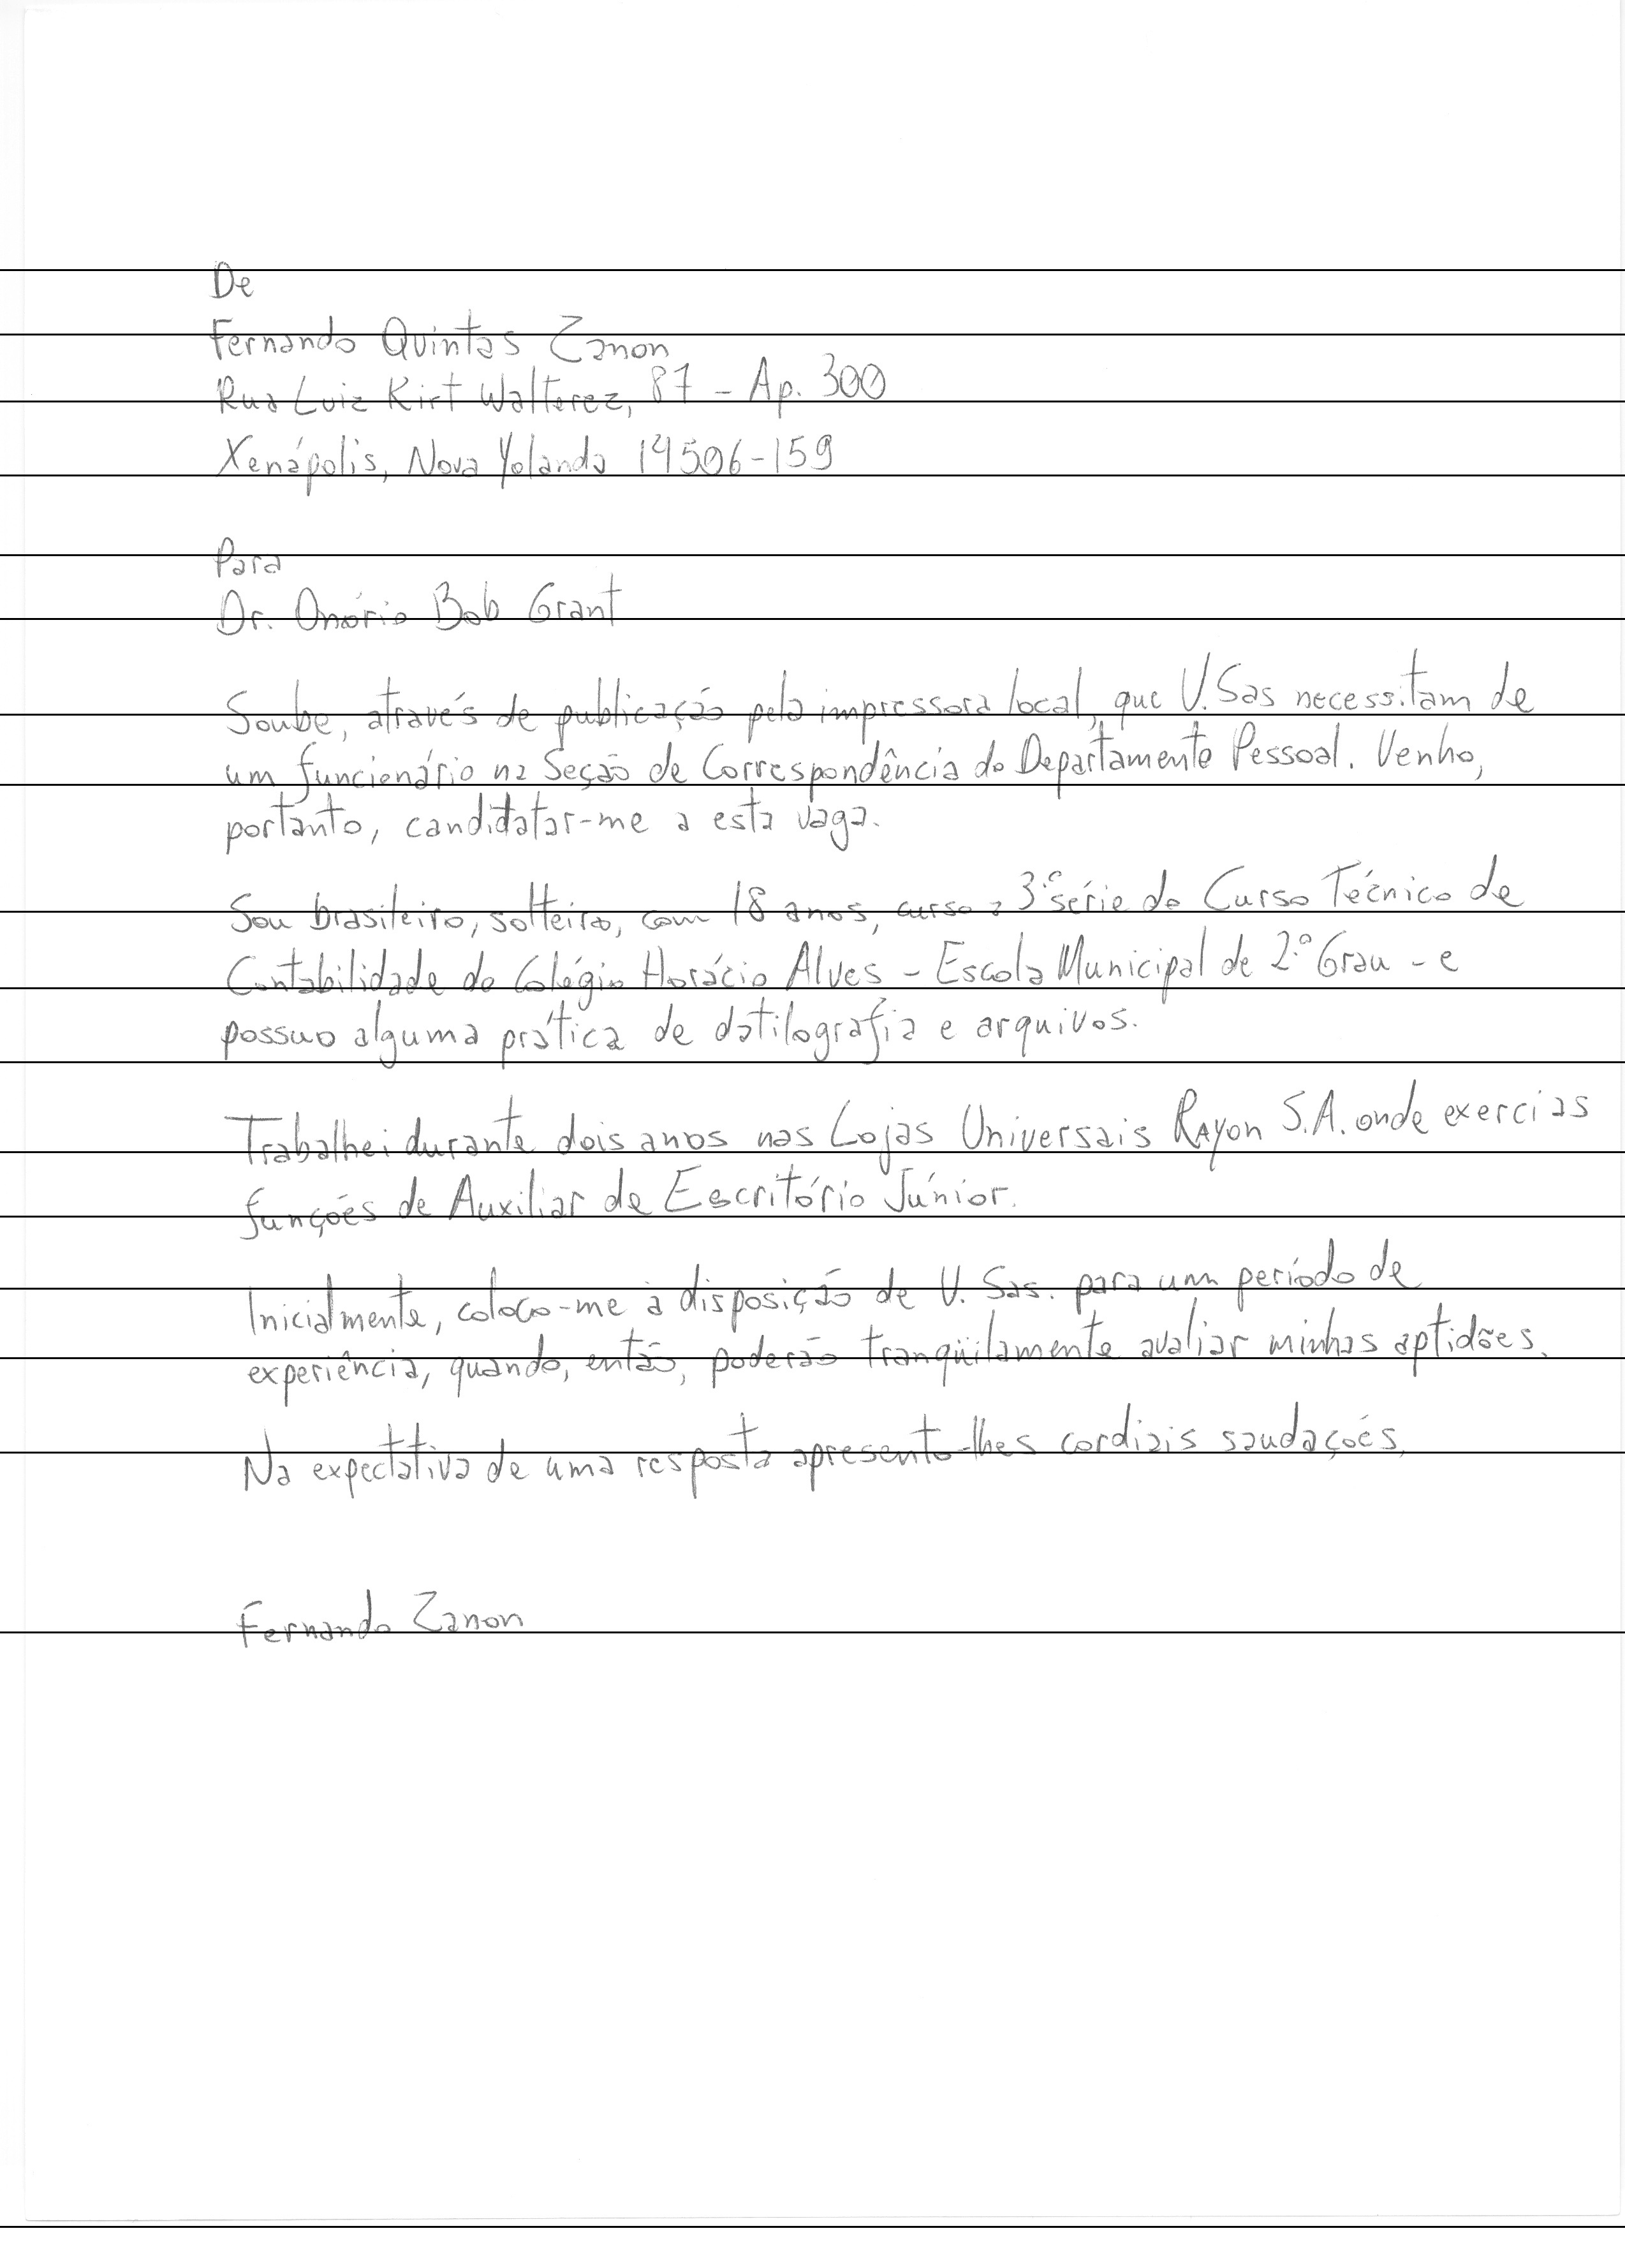 De
Fernando Quintas Zanon
Rua Luiz Kirt Walterez, 87 - Ap. 300
Xenápolis, Nova Yolanda 14506-159
Para
Dr. Onório Bob Grant
Soube, através de publicação pela impressora local, que V.Sas necessitam de
um funcionário na Seção de Correspondência do Departamento Pessoal. Venho,
portanto, candidatar-me a esta vaga.
Sou brasileiro, solteiro, com 18 anos, curso a 3.ª série do Curso Técnico de
Contabilidade do Colégio Horácio Alves - Escola Municipal de 2.º Grau - e
possuo alguma prática de datilografia e arquivos.
Trabalhei durante dois anos nas Lojas Universais Rayon S.A. onde exerci as
funções de Auxiliar de Escritório Júnior.
Inicialmente, coloco-me à disposição de V. Sas. para um período de
experiência, quando, então, poderão tranqüilamente avaliar minhas aptidões.
Na expectativa de uma resposta apresento-lhes cordiais saudações,
Fernando Zanon